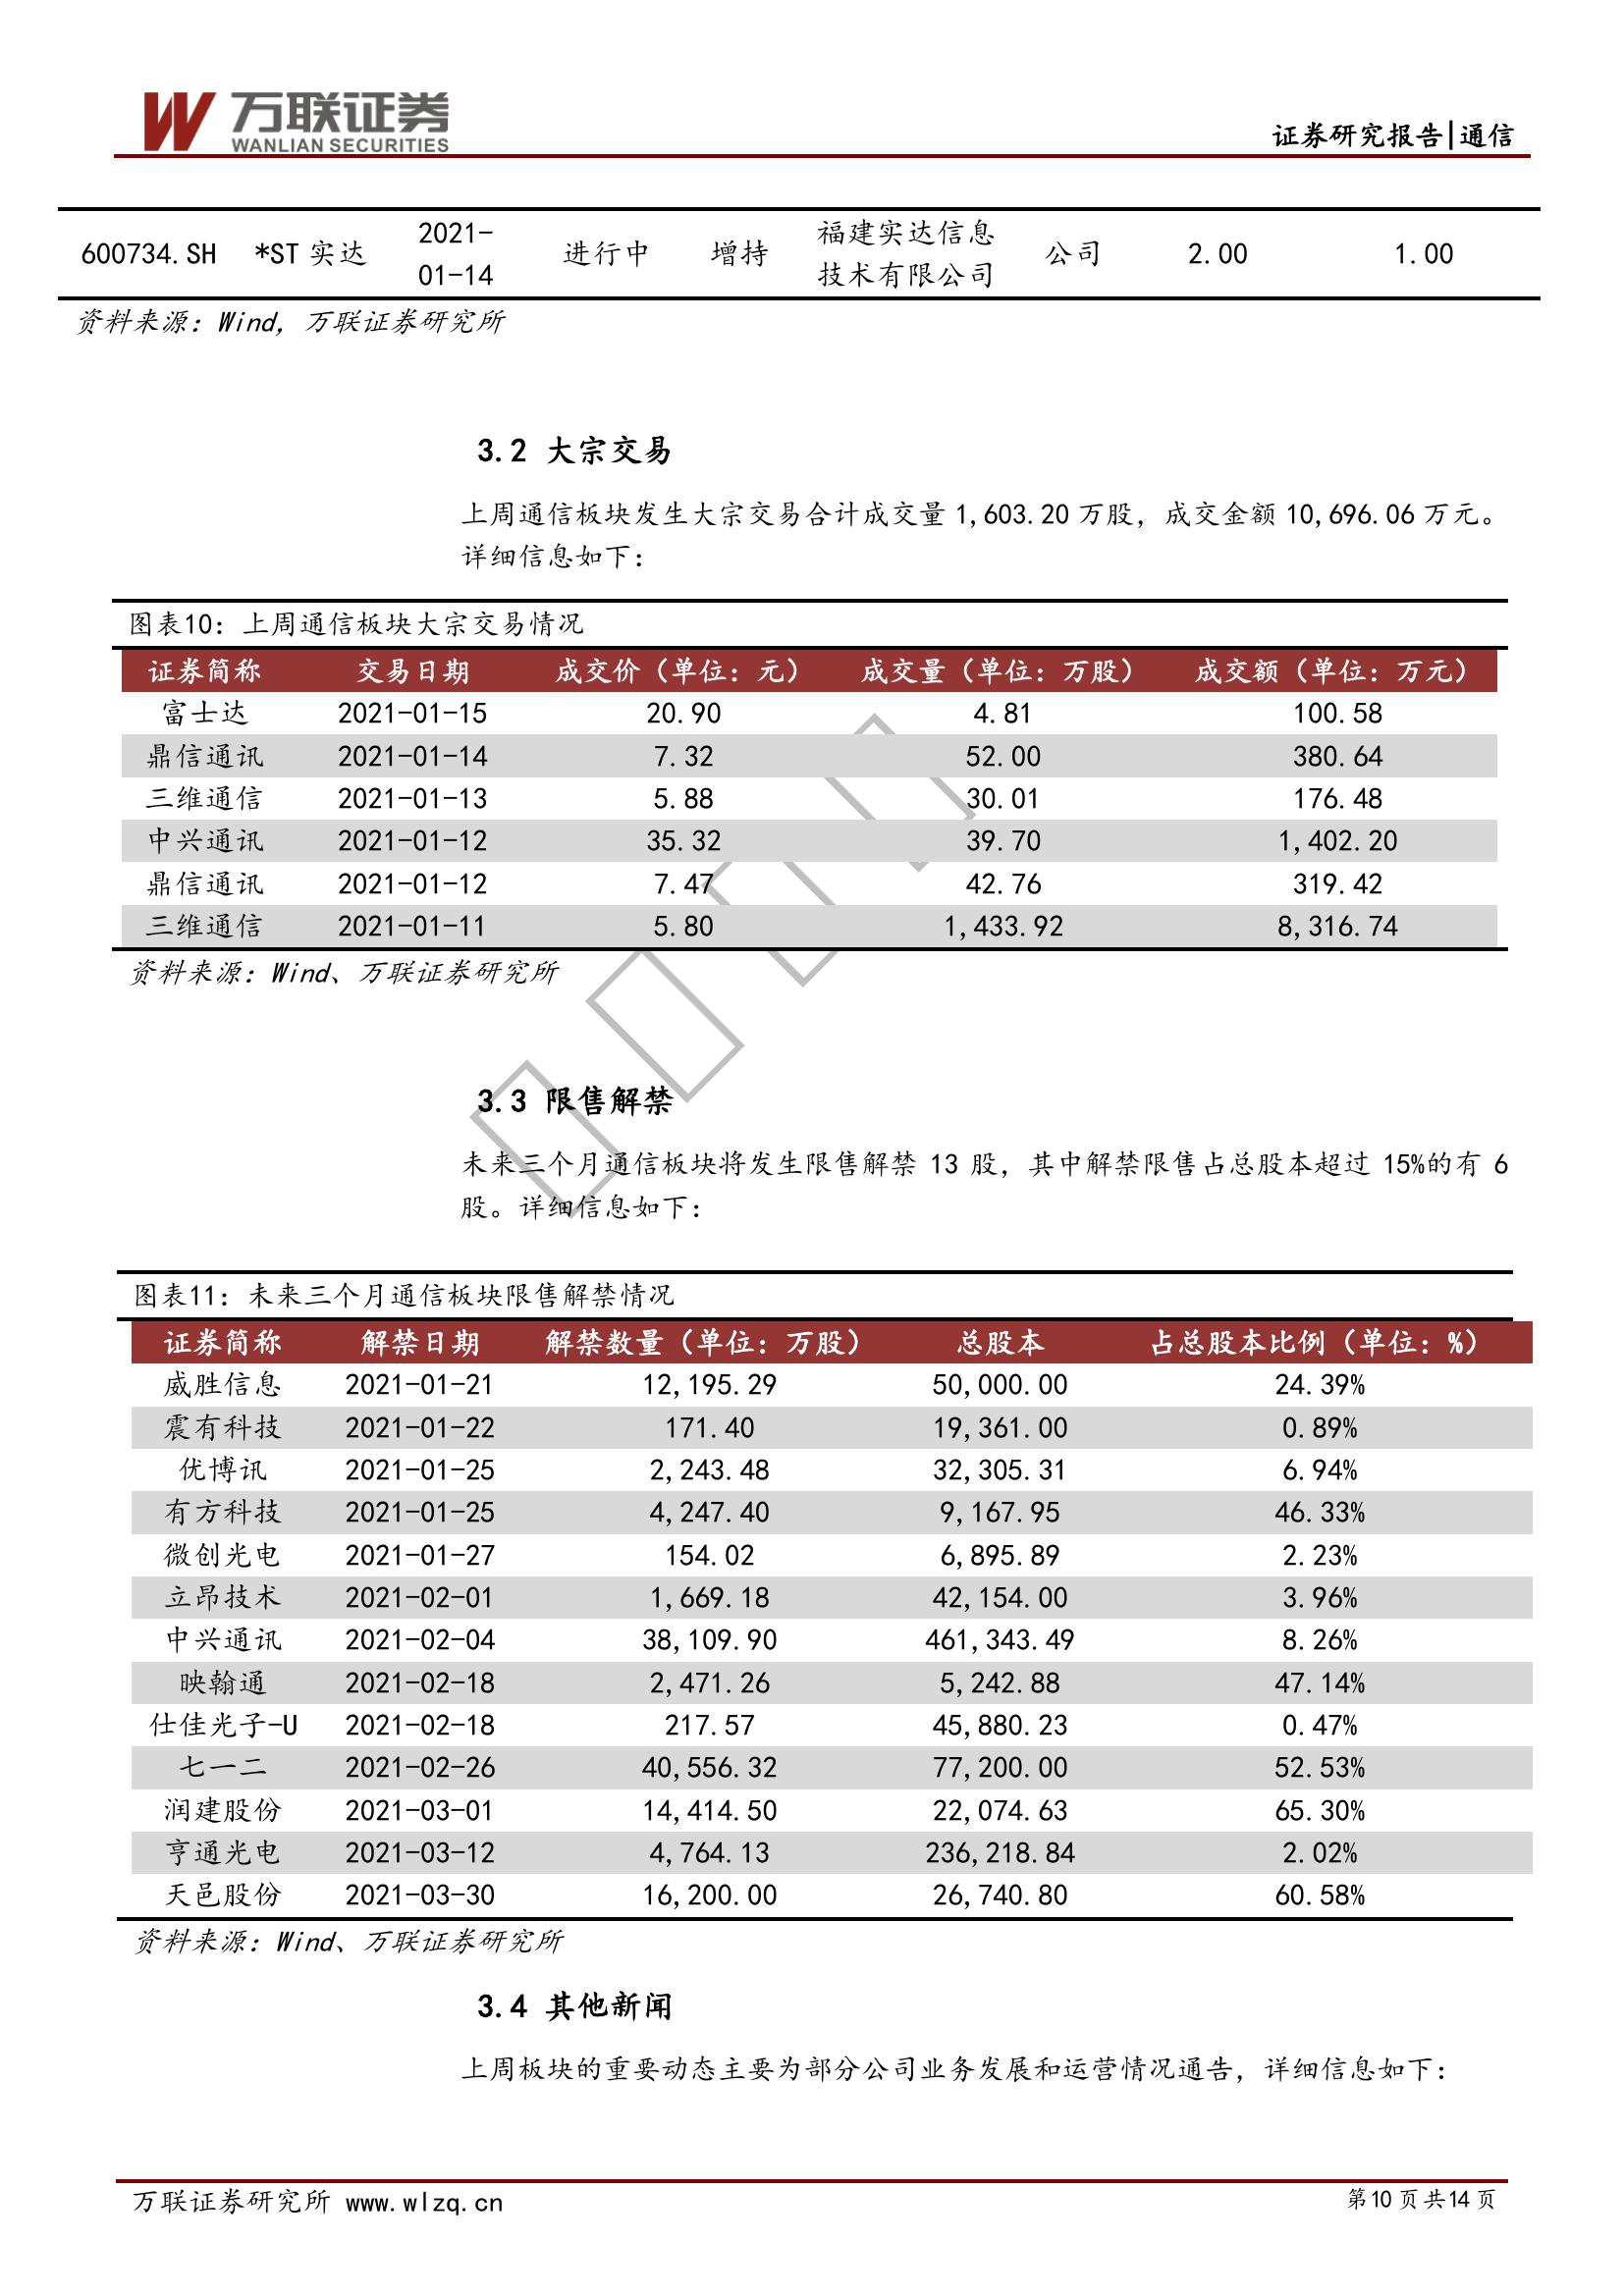 万联证券
WANLIAN SECURITIES
证券研究报告|通信
600734.SH *ST 实达 2021-01-14 进行中 增持 福建实达信息技术有限公司 公司 2.00 1.00
资料来源：Wind，万联证券研究所
3.2 大宗交易
上周通信板块发生大宗交易合计成交量 1,603.20 万股，成交金额 10,696.06 万元。
详细信息如下：
图表10：上周通信板块大宗交易情况
证券简称 交易日期 成交价（单位：元） 成交量（单位：万股） 成交额（单位：万元）
富士达 2021-01-15 20.90 4.81 100.58
鼎信通讯 2021-01-14 7.32 52.00 380.64
三维通信 2021-01-13 5.88 30.01 176.48
中兴通讯 2021-01-12 35.32 39.70 1,402.20
鼎信通讯 2021-01-12 7.47 42.76 319.42
三维通信 2021-01-11 5.80 1,433.92 8,316.74
资料来源：Wind、万联证券研究所
3.3 限售解禁
未来三个月通信板块将发生限售解禁 13 股，其中解禁限售占总股本超过 15%的有 6
股。详细信息如下：
图表11：未来三个月通信板块限售解禁情况
证券简称 解禁日期 解禁数量（单位：万股） 总股本 占总股本比例（单位：%）
威胜信息 2021-01-21 12,195.29 50,000.00 24.39%
震有科技 2021-01-22 171.40 19,361.00 0.89%
优博讯 2021-01-25 2,243.48 32,305.31 6.94%
有方科技 2021-01-25 4,247.40 9,167.95 46.33%
微创光电 2021-01-27 154.02 6,895.89 2.23%
立昂技术 2021-02-01 1,669.18 42,154.00 3.96%
中兴通讯 2021-02-04 38,109.90 461,343.49 8.26%
映翰通 2021-02-18 2,471.26 5,242.88 47.14%
仕佳光子-U 2021-02-18 217.57 45,880.23 0.47%
七一二 2021-02-26 40,556.32 77,200.00 52.53%
润建股份 2021-03-01 14,414.50 22,074.63 65.30%
亨通光电 2021-03-12 4,764.13 236,218.84 2.02%
天邑股份 2021-03-30 16,200.00 26,740.80 60.58%
资料来源：Wind、万联证券研究所
3.4 其他新闻
上周板块的重要动态主要为部分公司业务发展和运营情况通告，详细信息如下：
万联证券研究所 www.wlzq.cn
第10 页 共14 页